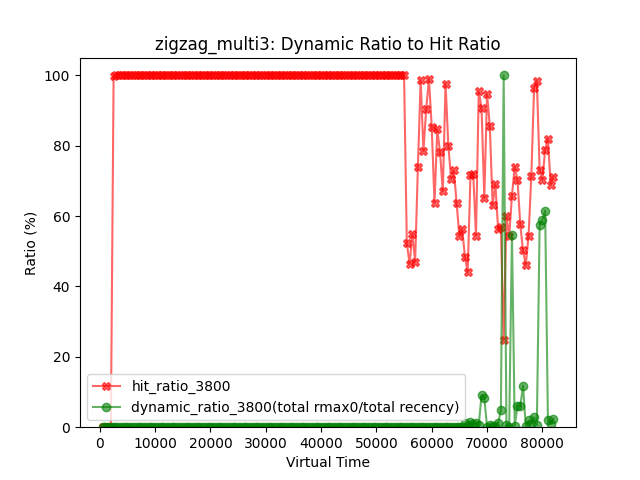 zigzag_multi3: Dynamic Ratio to Hit Ratio
100
80
60
40
20
0
Ratio (%)
hit_ratio_3800
dynamic_ratio_3800(total rmax0/total recency)
0 10000 20000 30000 40000 50000 60000 70000 80000
Virtual Time